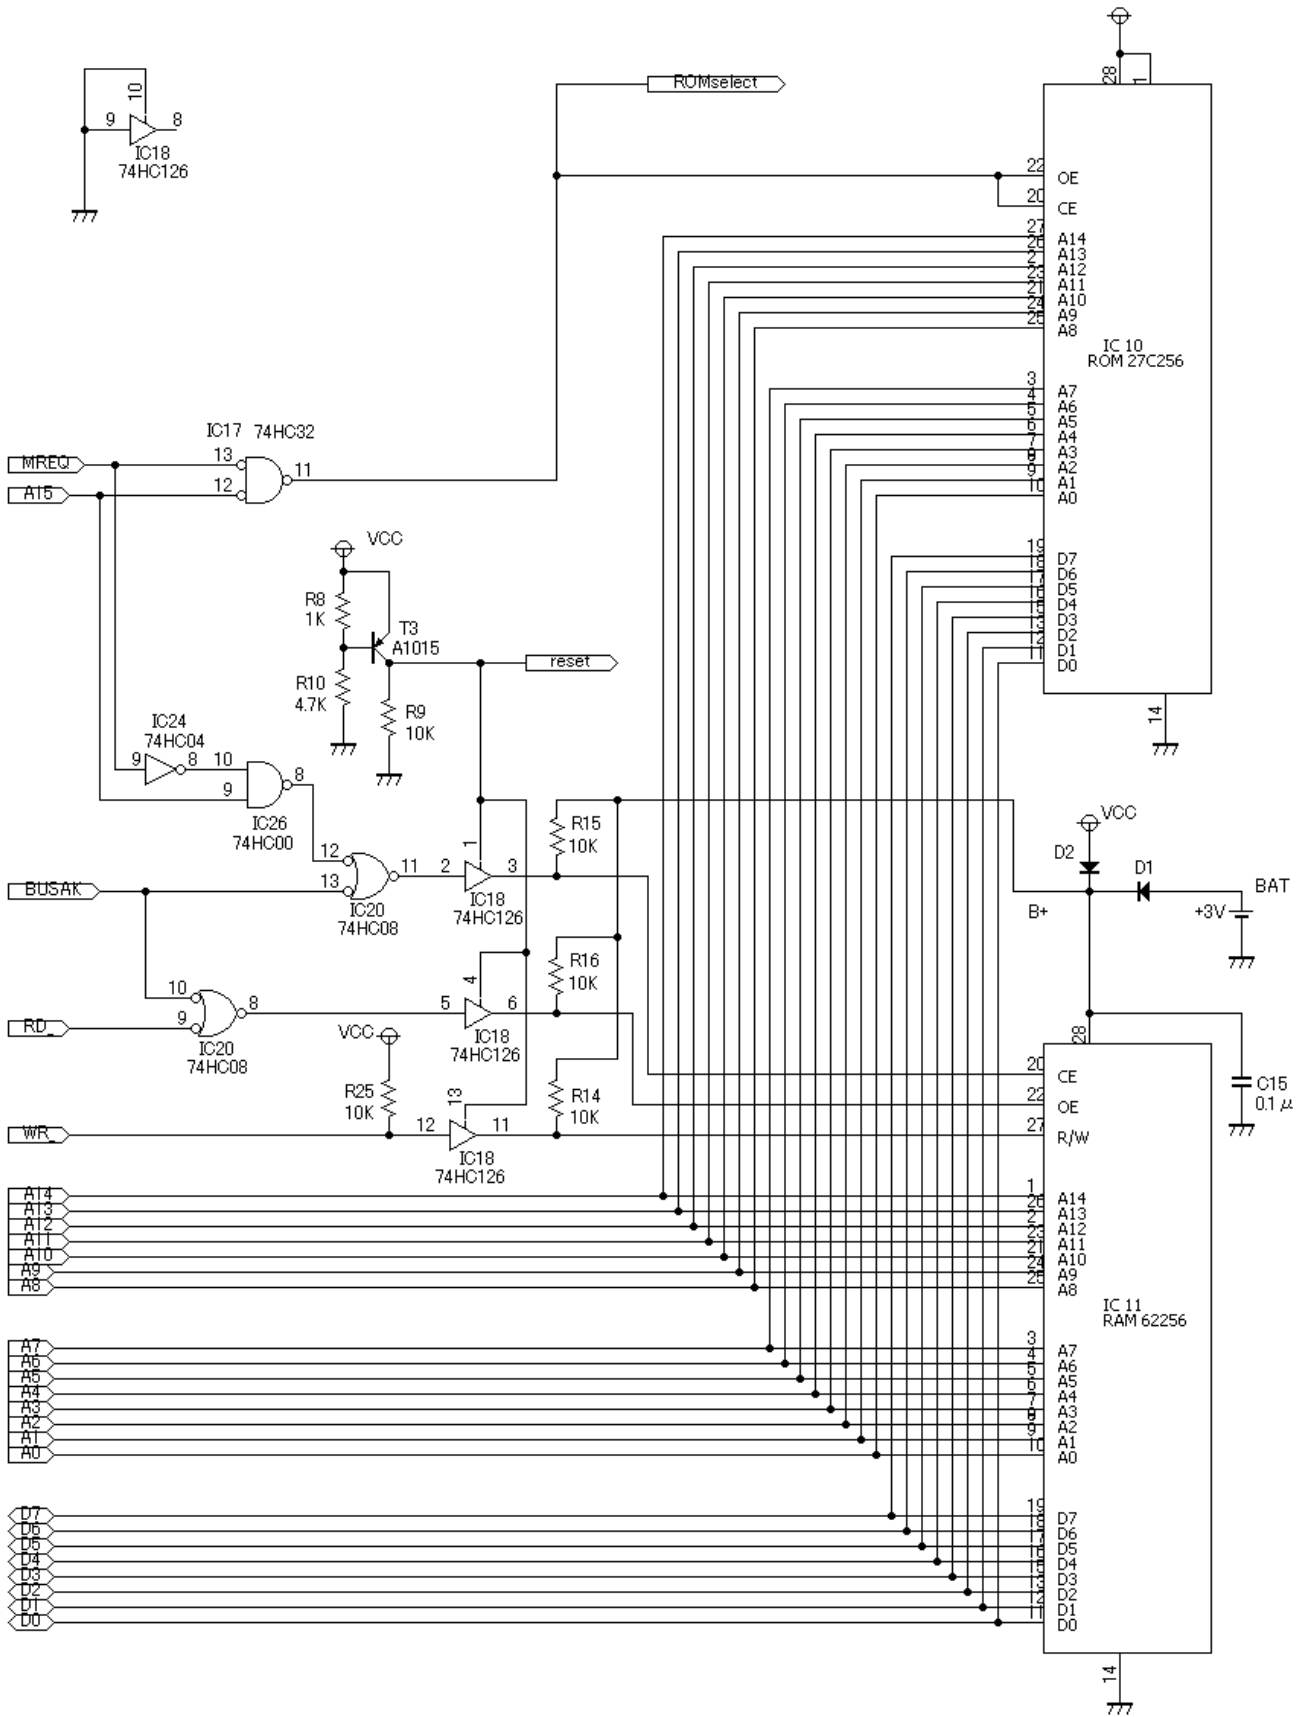 28
1
ROMselect
10
9
8
IC18
74HC126
22
OE
20
CE
27
A14
26
A13
2
A12
23
A11
21
A10
24
A9
25
A8
IC 10
ROM 27C256
3
A7
4
A6
5
A5
6
A4
7
A3
8
A2
9
A1
10
A0
IC17 74HC32
MREQ
13
11
A15
12
VCC
R8
1K
T3
A1015
reset
R10
4.7K
R9
10K
19
D7
18
D6
17
D5
16
D4
15
D3
13
D2
12
D1
11
D0
14
IC24
74HC04
9
8
10
9
8
IC26
74HC00
R15
10K
VCC
D2
D1
BAT
+3V
B+
12
13
11
2
1
3
IC18
74HC126
BUSAK
IC20
74HC08
R16
10K
10
9
8
5
4
6
IC18
74HC126
RD_
IC20
74HC08
VCC
28
R25
10K
13
R14
10K
20
CE
22
OE
C15
0.1μ
WR_
12
11
27
R/W
IC18
74HC126
A14
1
A14
A13
26
A13
A12
2
A12
A11
23
A11
A10
21
A10
A9
24
A9
A8
25
A8
IC 11
RAM 62256
A7
3
A7
A6
4
A6
A5
5
A5
A4
6
A4
A3
7
A3
A2
8
A2
A1
9
A1
A0
10
A0
D7
19
D7
D6
18
D6
D5
17
D5
D4
16
D4
D3
15
D3
D2
13
D2
D1
12
D1
D0
11
D0
14